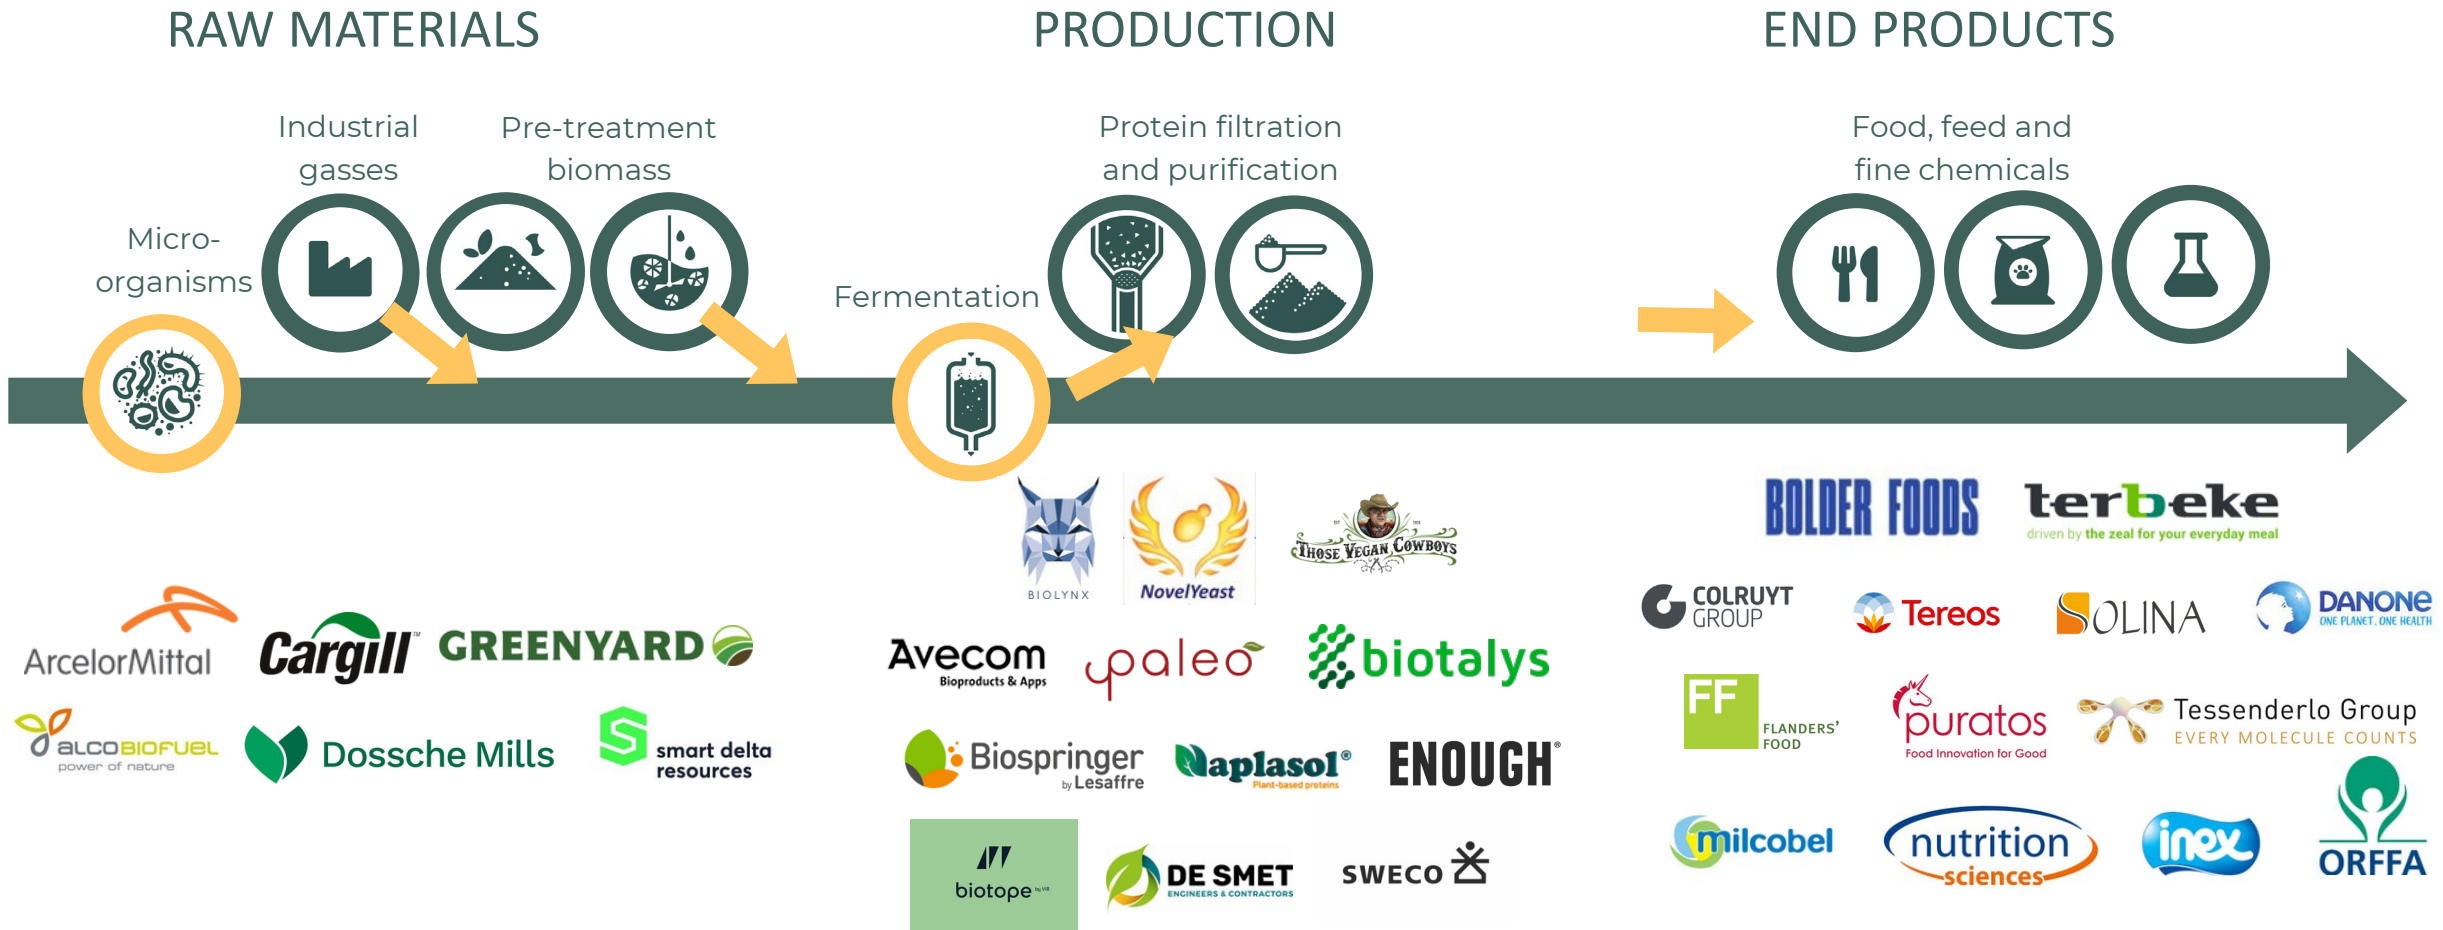 RAW MATERIALS
PRODUCTION
END PRODUCTS
Industrial
gasses
Pre-treatment
biomass
Protein filtration
and purification
Food, feed and
fine chemicals
Micro-
organisms
Fermentation
BIOLYNX
NovelYeast
THOSE VEGAN COWBOYS
BOLDER FOODS
terbeke
driven by the zeal for your everyday meal
ArcelorMittal
Cargill™
GREENYARD
ALCOBIOFUEL
power of nature
Dossche Mills
smart delta
resources
Avecom
Bioproducts & Apps
paleo
biotalys
Biospringer
by Lesaffre
Naplasol®
Plant-based proteins
ENOUGH®
biotope by VIB
DE SMET
ENGINEERS & CONTRACTORS
SWECO
COLRUYT
GROUP
Tereos
SOLINA
DANONE
ONE PLANET. ONE HEALTH
FF
FLANDERS'
FOOD
puratos
Food Innovation for Good
Tessenderlo Group
EVERY MOLECULE COUNTS
milcobel
nutrition
sciences
inex
ORFFA